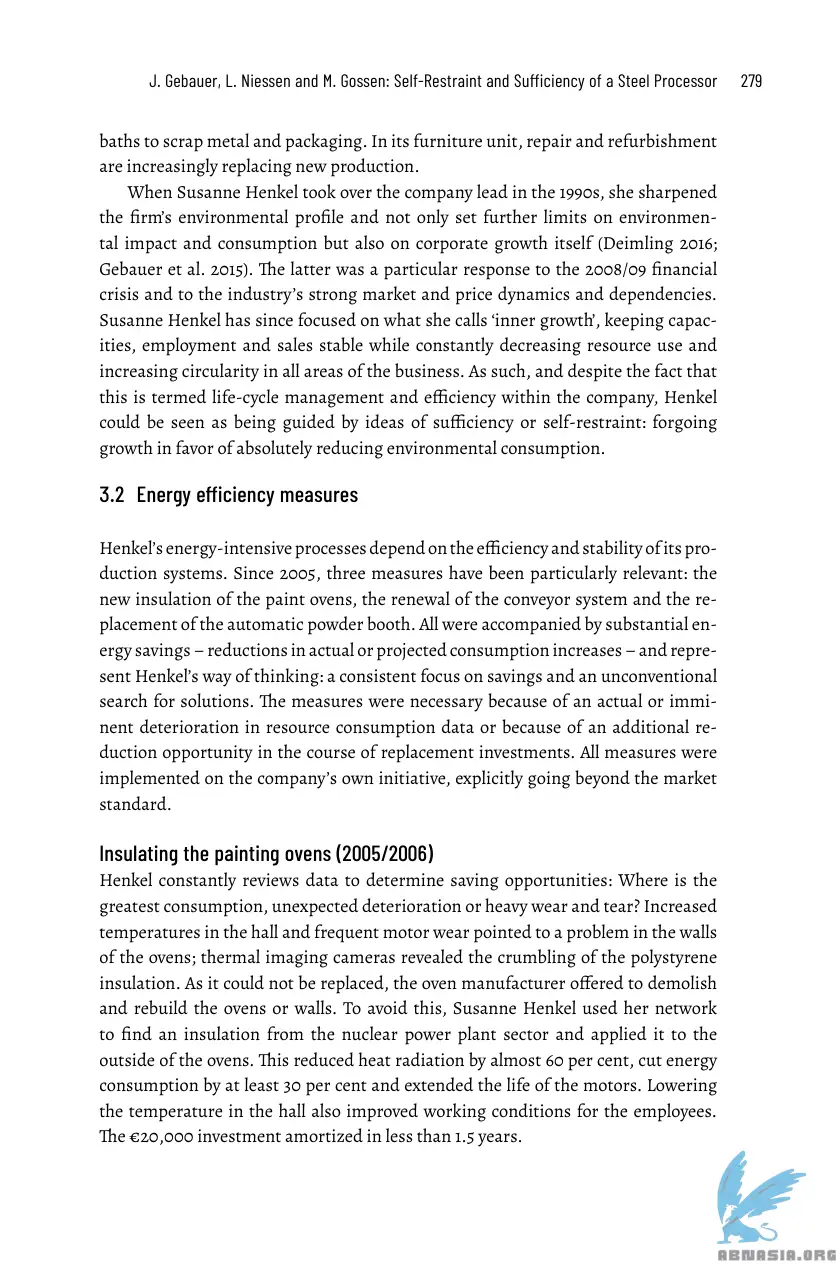 J. Gebauer, L. Niessen and M. Gossen: Self-Restraint and Sufficiency of a Steel Processor 279
baths to scrap metal and packaging. In its furniture unit, repair and refurbishment
are increasingly replacing new production.
When Susanne Henkel took over the company lead in the 1990s, she sharpened
the firm’s environmental profile and not only set further limits on environmen-
tal impact and consumption but also on corporate growth itself (Deimling 2016;
Gebauer et al. 2015). The latter was a particular response to the 2008/09 financial
crisis and to the industry’s strong market and price dynamics and dependencies.
Susanne Henkel has since focused on what she calls ‘inner growth’, keeping capac-
ities, employment and sales stable while constantly decreasing resource use and
increasing circularity in all areas of the business. As such, and despite the fact that
this is termed life-cycle management and efficiency within the company, Henkel
could be seen as being guided by ideas of sufficiency or self-restraint: forgoing
growth in favor of absolutely reducing environmental consumption.
3.2 Energy efficiency measures
Henkel’s energy-intensive processes depend on the efficiency and stability of its pro-
duction systems. Since 2005, three measures have been particularly relevant: the
new insulation of the paint ovens, the renewal of the conveyor system and the re-
placement of the automatic powder booth. All were accompanied by substantial en-
ergy savings – reductions in actual or projected consumption increases – and repre-
sent Henkel’s way of thinking: a consistent focus on savings and an unconventional
search for solutions. The measures were necessary because of an actual or immi-
nent deterioration in resource consumption data or because of an additional re-
duction opportunity in the course of replacement investments. All measures were
implemented on the company’s own initiative, explicitly going beyond the market
standard.
Insulating the painting ovens (2005/2006)
Henkel constantly reviews data to determine saving opportunities: Where is the
greatest consumption, unexpected deterioration or heavy wear and tear? Increased
temperatures in the hall and frequent motor wear pointed to a problem in the walls
of the ovens; thermal imaging cameras revealed the crumbling of the polystyrene
insulation. As it could not be replaced, the oven manufacturer offered to demolish
and rebuild the ovens or walls. To avoid this, Susanne Henkel used her network
to find an insulation from the nuclear power plant sector and applied it to the
outside of the ovens. This reduced heat radiation by almost 60 per cent, cut energy
consumption by at least 30 per cent and extended the life of the motors. Lowering
the temperature in the hall also improved working conditions for the employees.
The €20,000 investment amortized in less than 1.5 years.
ABNASIA.ORG